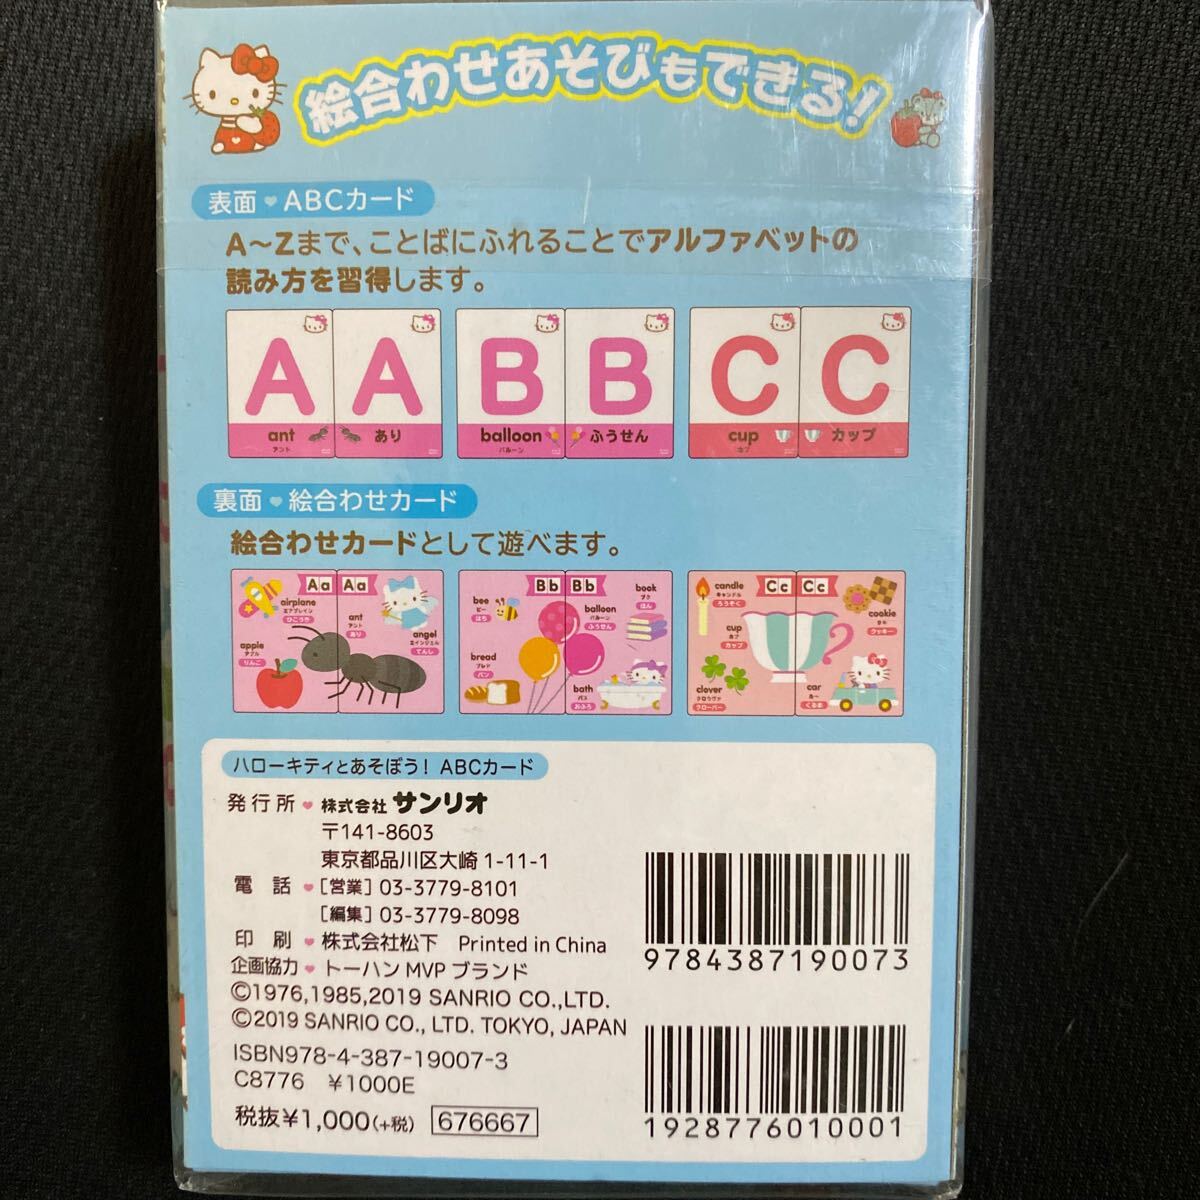 絵合わせあそびもできる!
表面 ♥ ABCカード
A〜Zまで、ことばにふれることでアルファベットの
読み方を習得します。
A A B B C C
ant あり balloon ふうせん cup カップ
アント バルーン カプ
裏面 ♥ 絵合わせカード
絵合わせカードとして遊べます。
Aa Aa
airplane
エアプレイン
ひこうき
ant
アント
あり
angel
エインジェル
てんし
apple
アプル
りんご
Bb Bb
bee
ビー
はち
balloon
バルーン
ふうせん
book
ブク
ほん
bread
ブレド
パン
bath
バス
おふろ
Cc Cc
candle
キャンドル
ろうそく
cup
カプ
カップ
cookie
クキ
クッキー
clover
クロウヴァ
クローバー
car
カー
くるま
ハローキティとあそぼう! ABCカード
発行所 ♥ 株式会社 サンリオ
〒141-8603
東京都品川区大崎 1-11-1
電 話 ♥ [営業] 03-3779-8101
[編集] 03-3779-8098
印 刷 ♥ 株式会社松下 Printed in China
企画協力 ♥ トーハン MVP ブランド
©1976,1985,2019 SANRIO CO.,LTD.
©2019 SANRIO CO., LTD. TOKYO, JAPAN
ISBN978-4-387-19007-3
C8776 ¥1000E
税抜¥1,000(+税) 676667
9784387190073
1928776010001